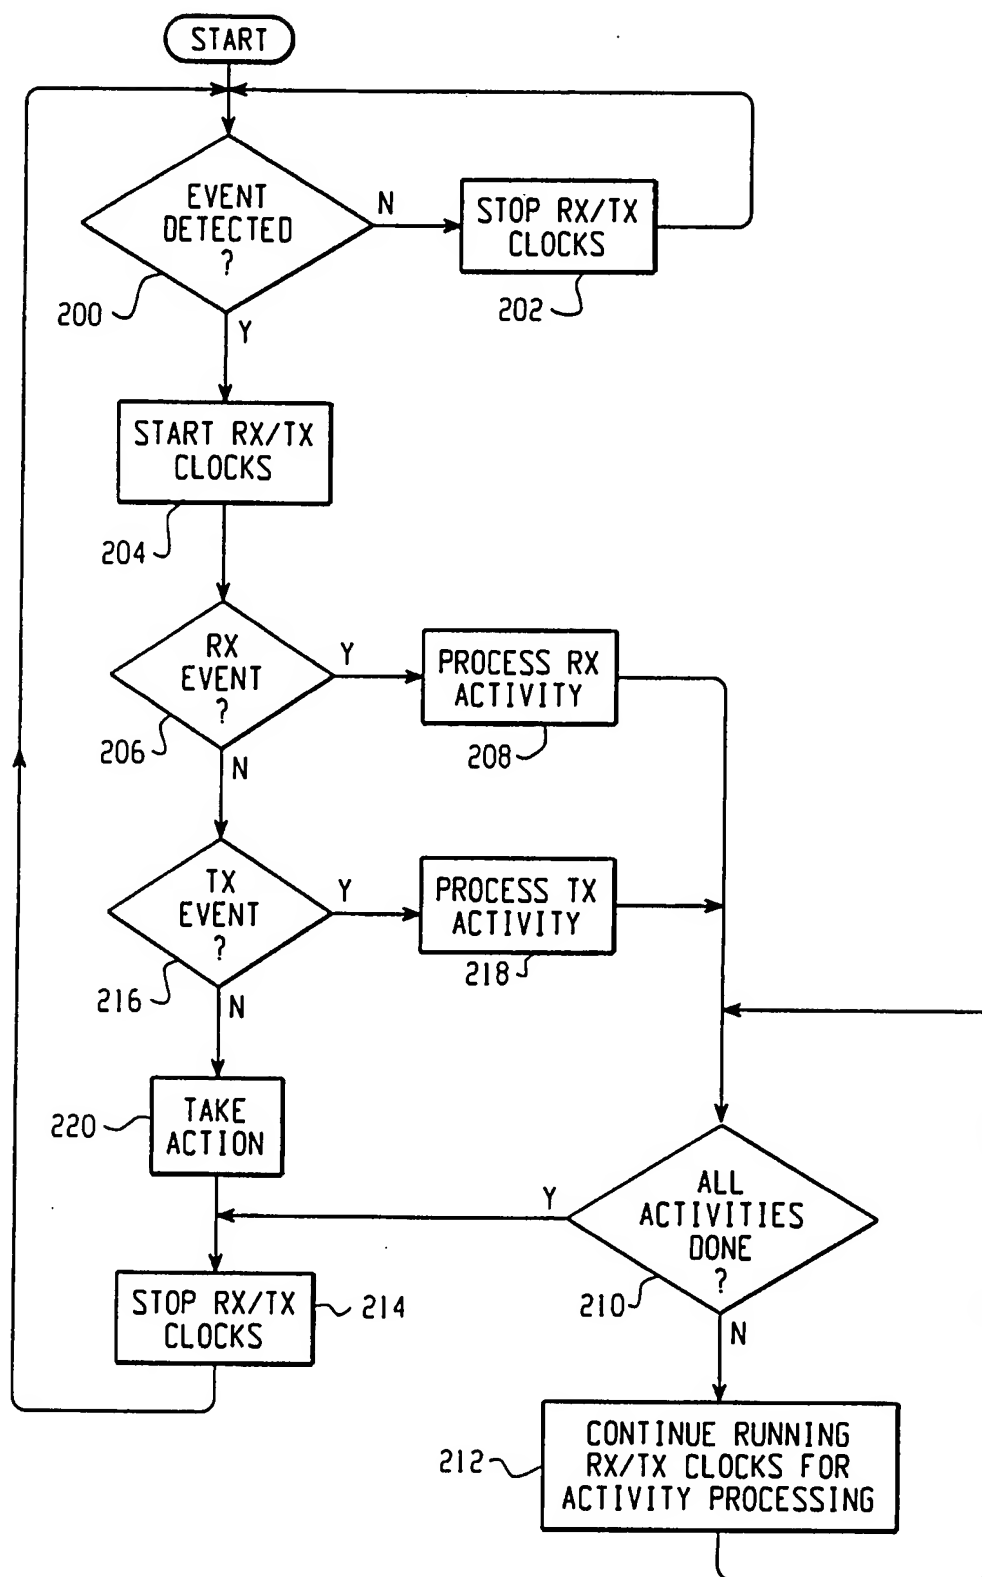 START
EVENT
DETECTED
?
N
STOP RX/TX
CLOCKS
200
202
Y
START RX/TX
CLOCKS
204
RX
EVENT
?
Y
PROCESS RX
ACTIVITY
206
208
N
TX
EVENT
?
Y
PROCESS TX
ACTIVITY
216
218
N
220
TAKE
ACTION
ALL
ACTIVITIES
DONE
?
Y
210
N
STOP RX/TX
CLOCKS
214
212
CONTINUE RUNNING
RX/TX CLOCKS FOR
ACTIVITY PROCESSING